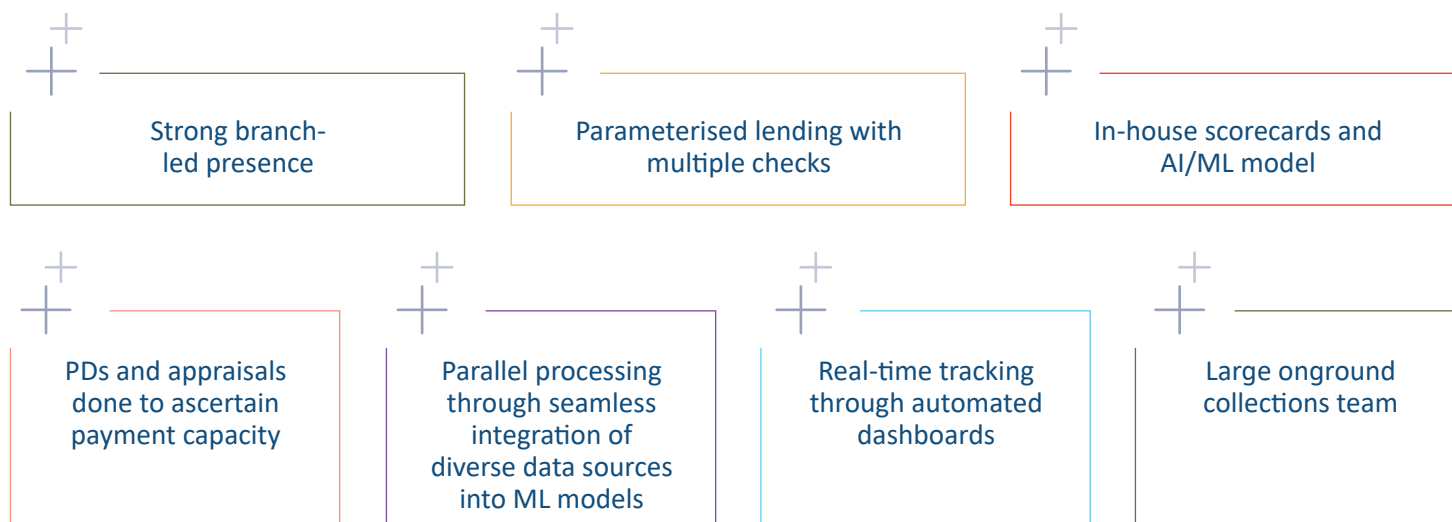 Strong branch-
led presence
Parameterised lending with
multiple checks
In-house scorecards and
AI/ML model
PDs and appraisals
done to ascertain
payment capacity
Parallel processing
through seamless
integration of
diverse data sources
into ML models
Real-time tracking
through automated
dashboards
Large onground
collections team